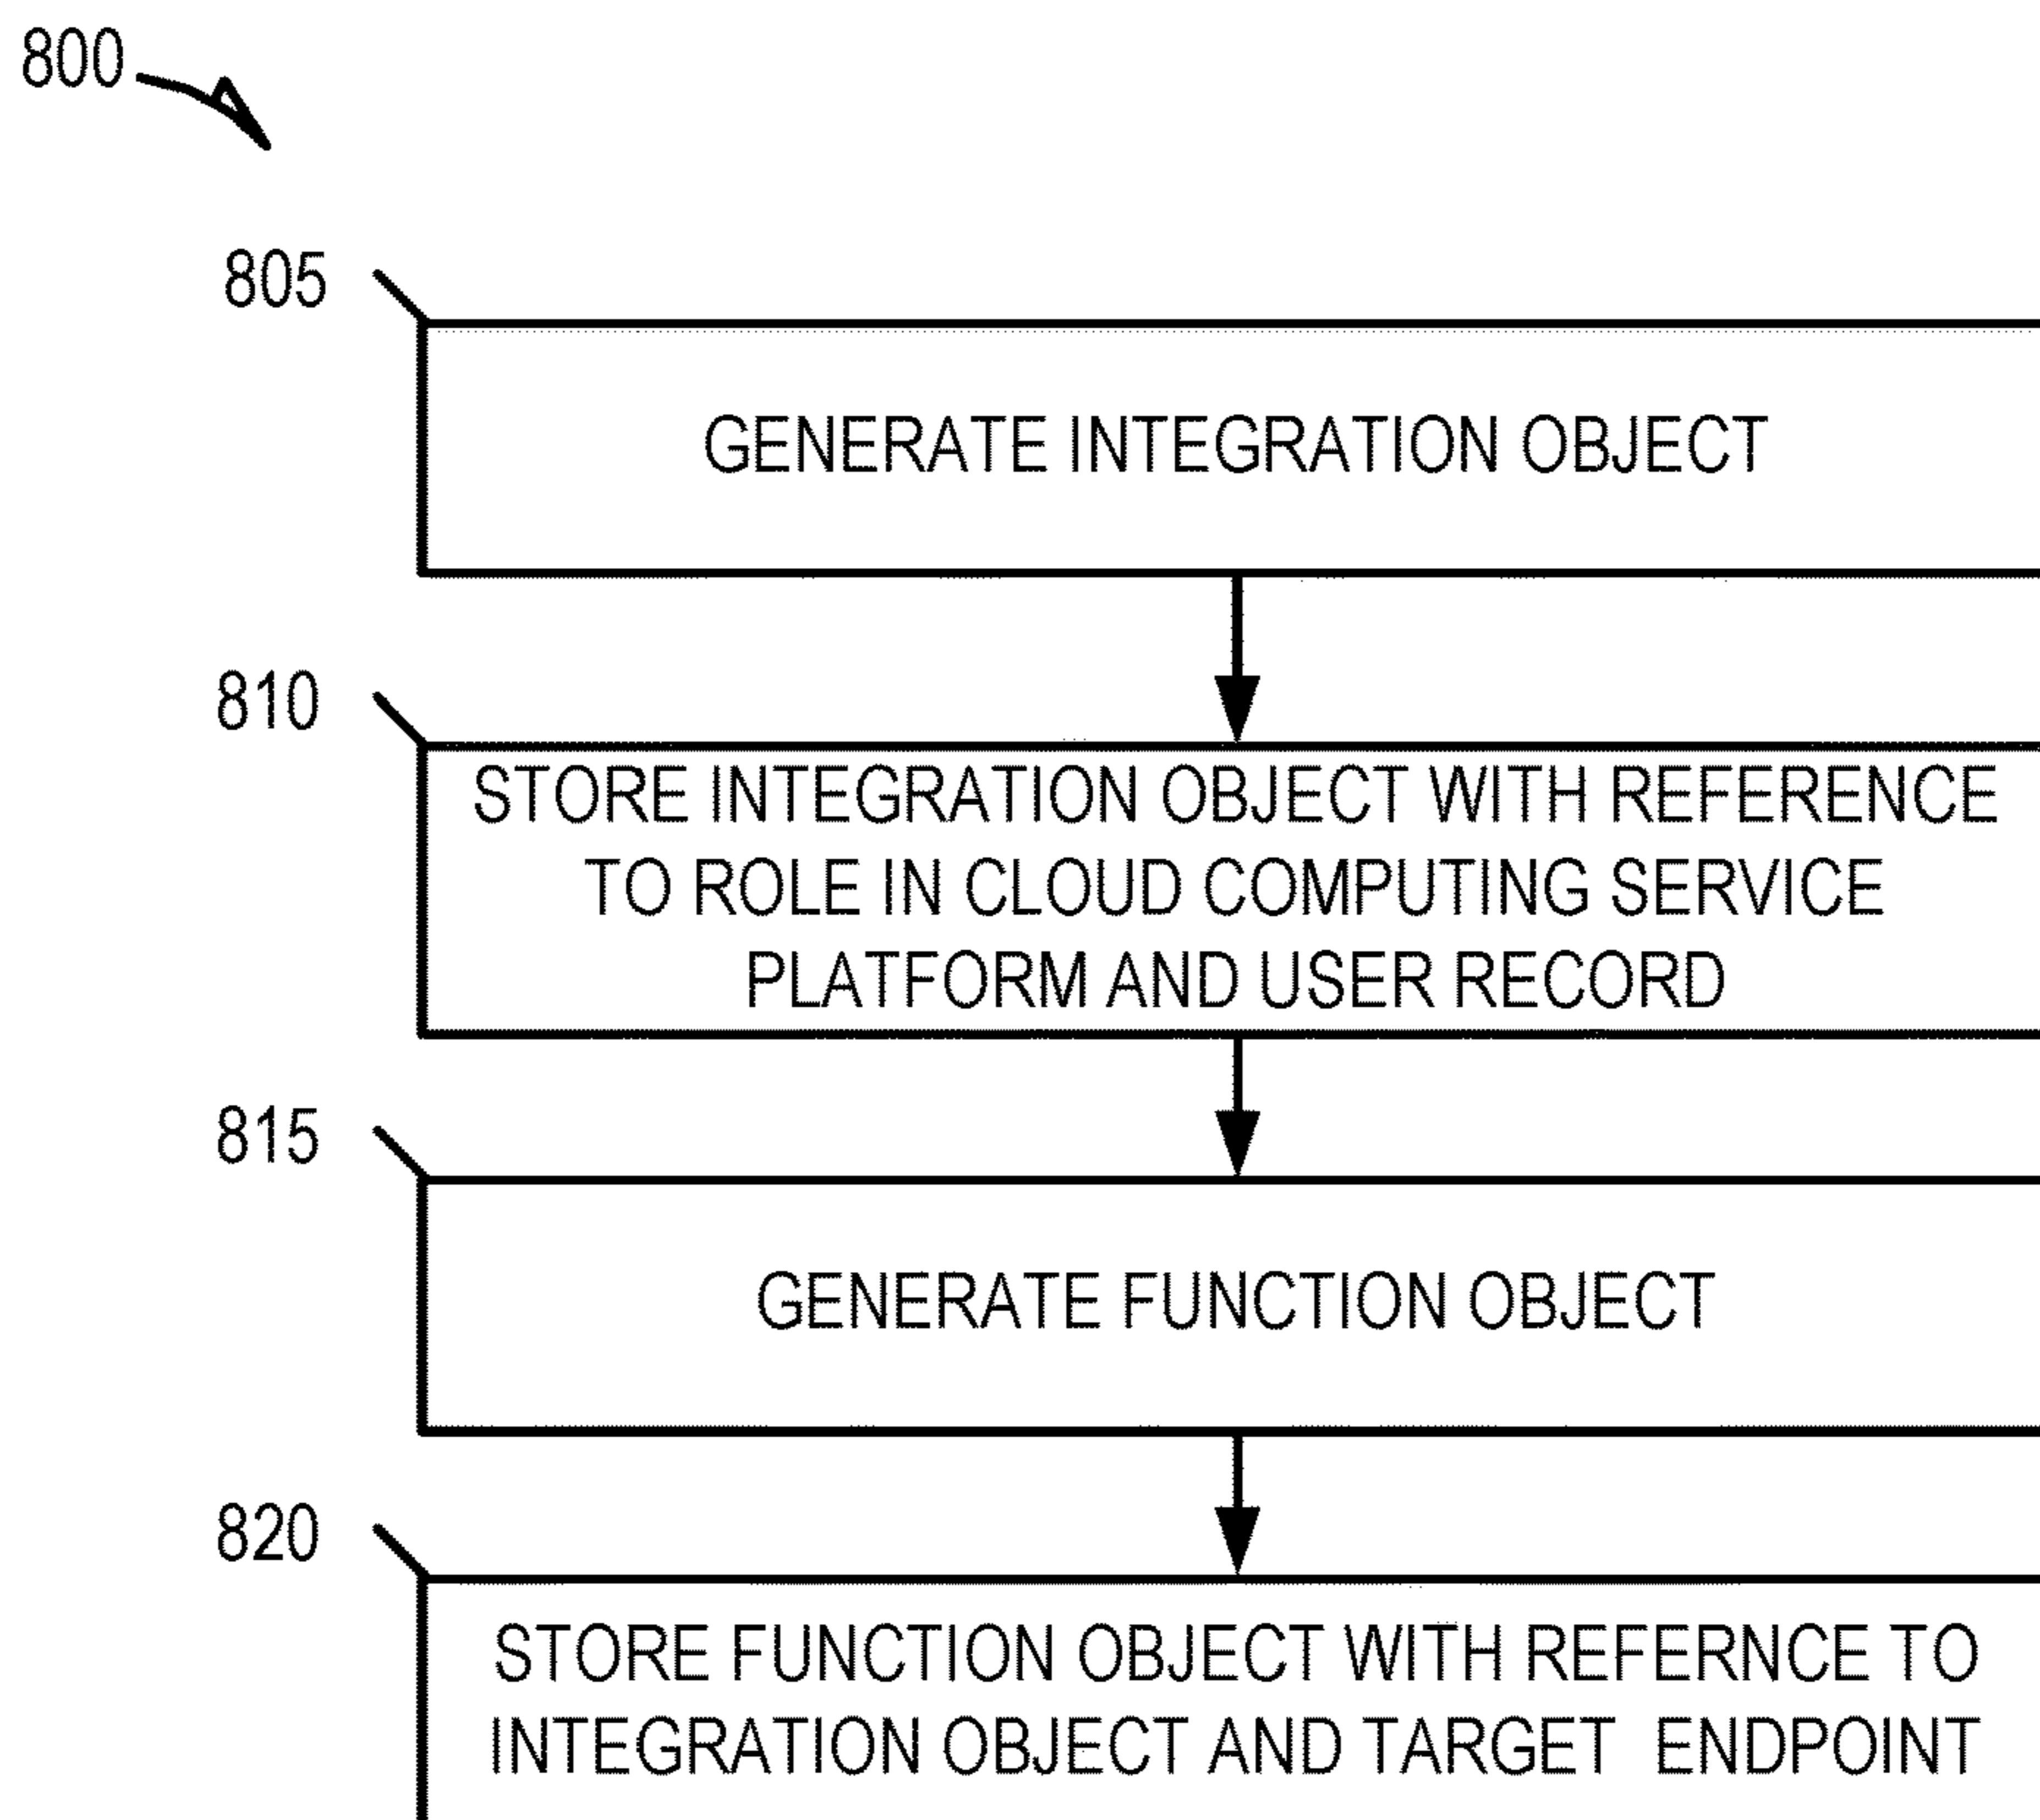 800
805
GENERATE INTEGRATION OBJECT
810
STORE INTEGRATION OBJECT WITH REFERENCE
TO ROLE IN CLOUD COMPUTING SERVICE
PLATFORM AND USER RECORD
815
GENERATE FUNCTION OBJECT
820
STORE FUNCTION OBJECT WITH REFERNCE TO
INTEGRATION OBJECT AND TARGET ENDPOINT